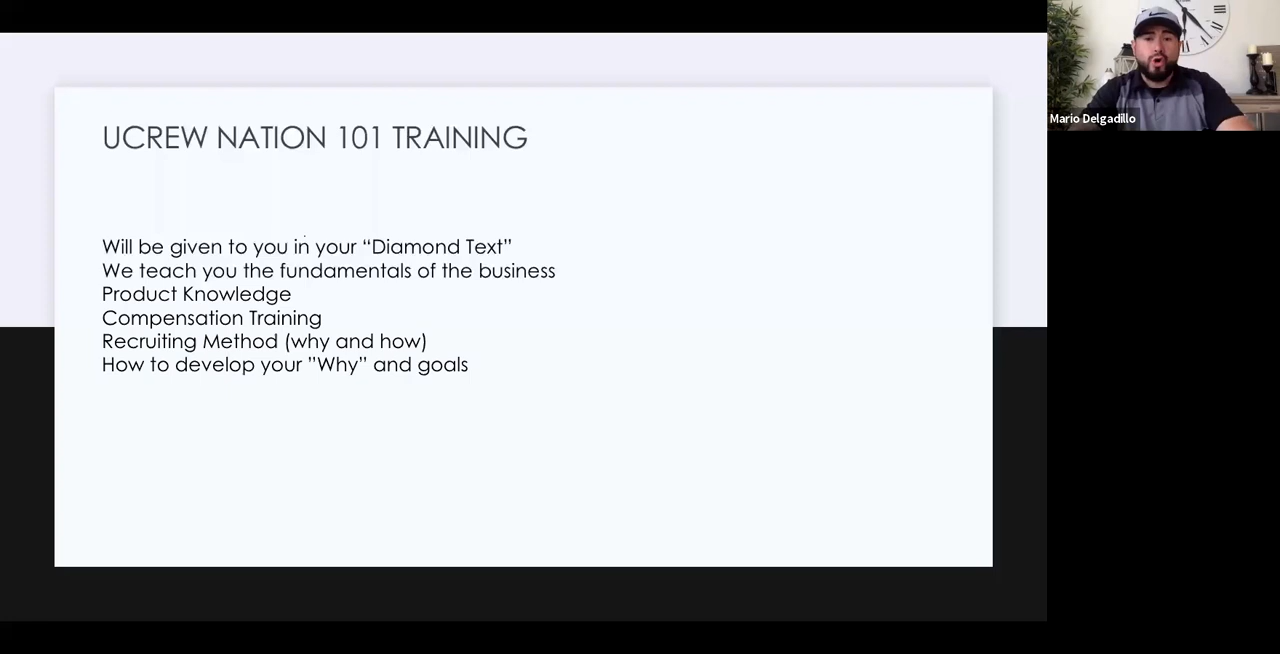 UCREW NATION 101 TRAINING
Will be given to you in your “Diamond Text”
We teach you the fundamentals of the business
Product Knowledge
Compensation Training
Recruiting Method (why and how)
How to develop your ”Why” and goals
Mario Delgadillo